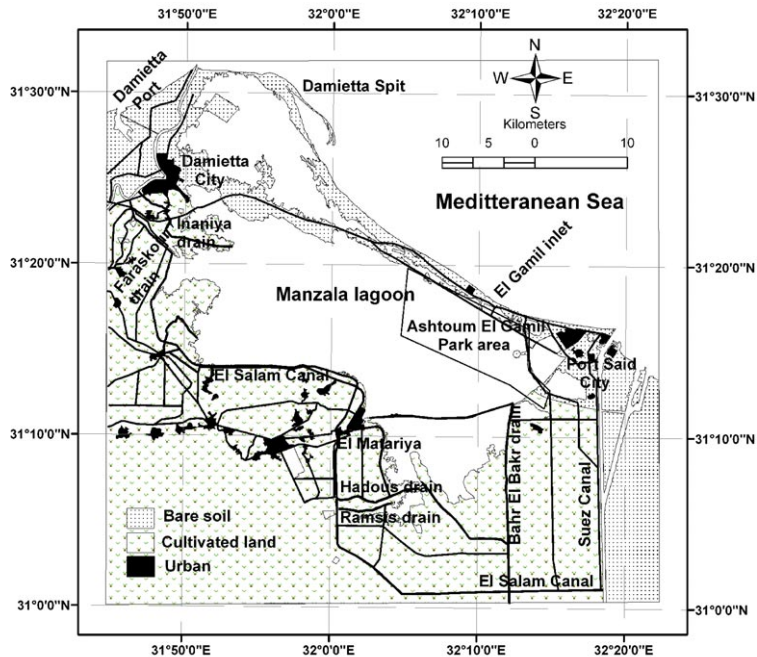 31°50'0"E 32°0'0"E 32°10'0"E 32°20'0"E
31°30'0"N 31°30'0"N
Damietta
Port
Damietta Spit
N
W E
S
Kilometers
10 5 0 10
Damietta
City
Meditteranean Sea
Inaniya
drain
Faraskour
drain
31°20'0"N 31°20'0"N
El Gamil inlet
Manzala lagoon
Ashtoum El Gamil
Park area
Port Said
City
El Salam Canal
31°10'0"N 31°10'0"N
El Matariya
Bahr El Bakr drain
Suez Canal
Hadous drain
Ramsis drain
Bare soil
Cultivated land
Urban
El Salam Canal
31°0'0"N 31°0'0"N
31°50'0"E 32°0'0"E 32°10'0"E 32°20'0"E